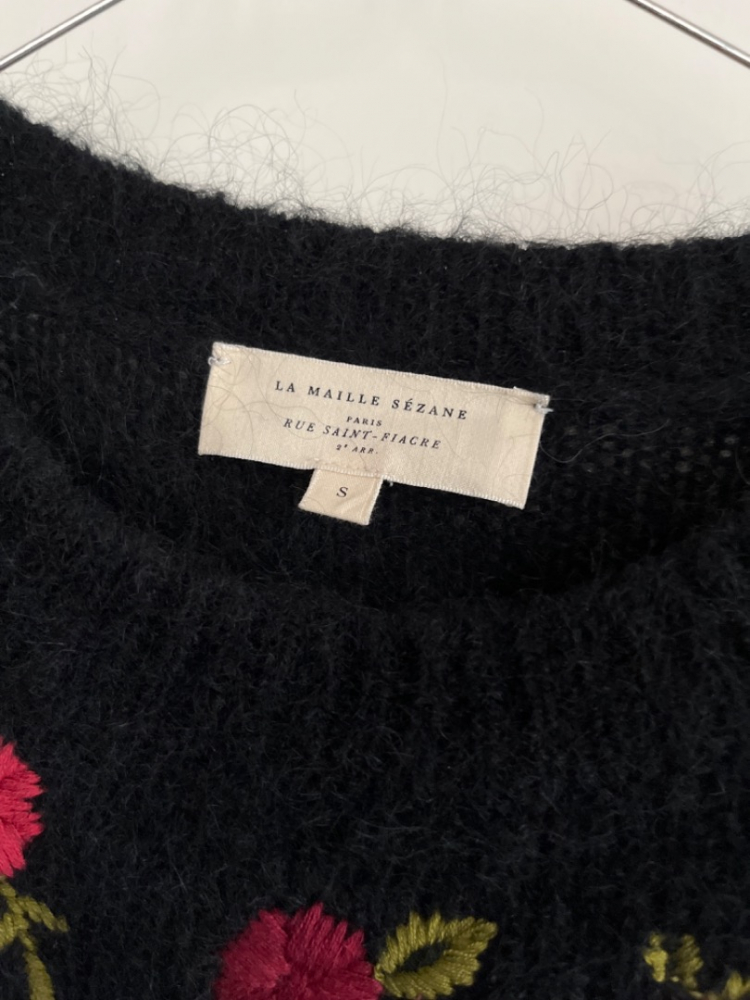 LA MAILLE SÉZANE
PARIS
RUE SAINT-FIACRE
2ᵉ ARR.
S